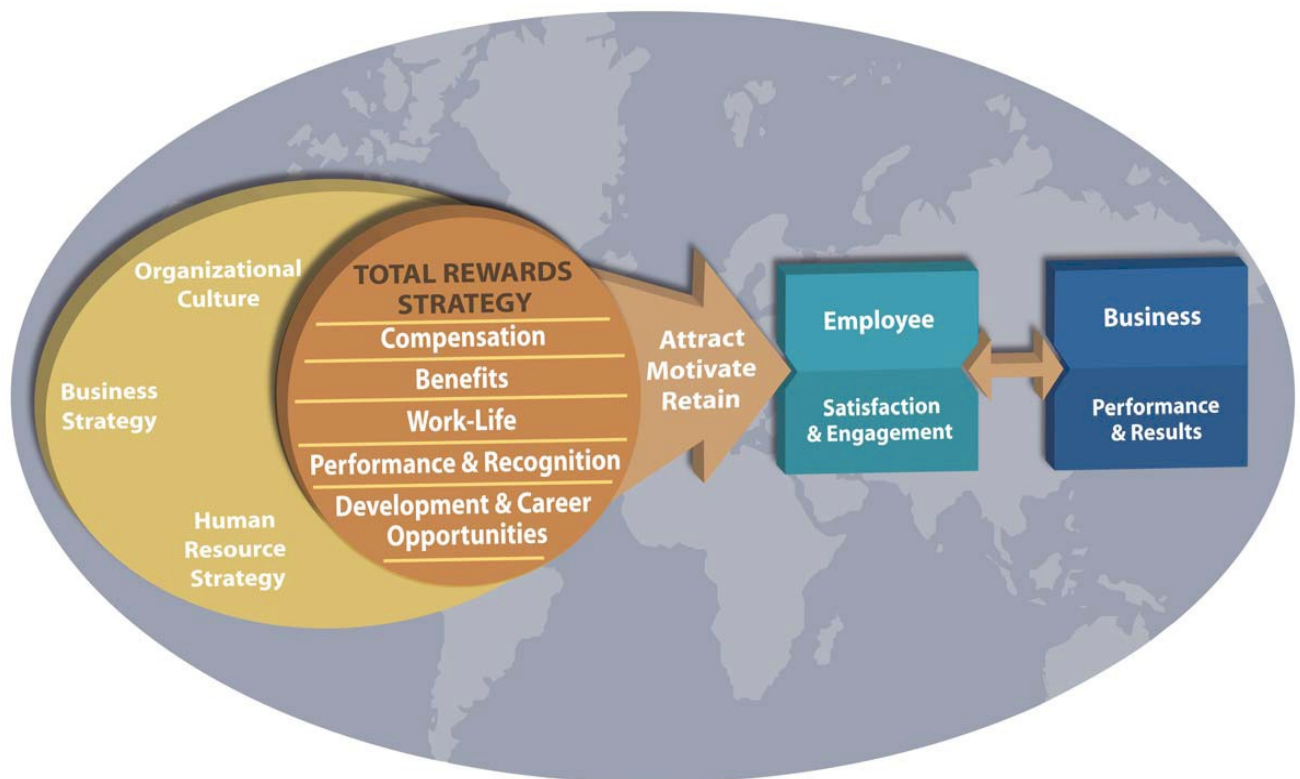 Organizational
Culture
Business
Strategy
Human
Resource
Strategy
TOTAL REWARDS
STRATEGY
Compensation
Benefits
Work-Life
Performance & Recognition
Development & Career
Opportunities
Attract
Motivate
Retain
Employee
Satisfaction
& Engagement
Business
Performance
& Results